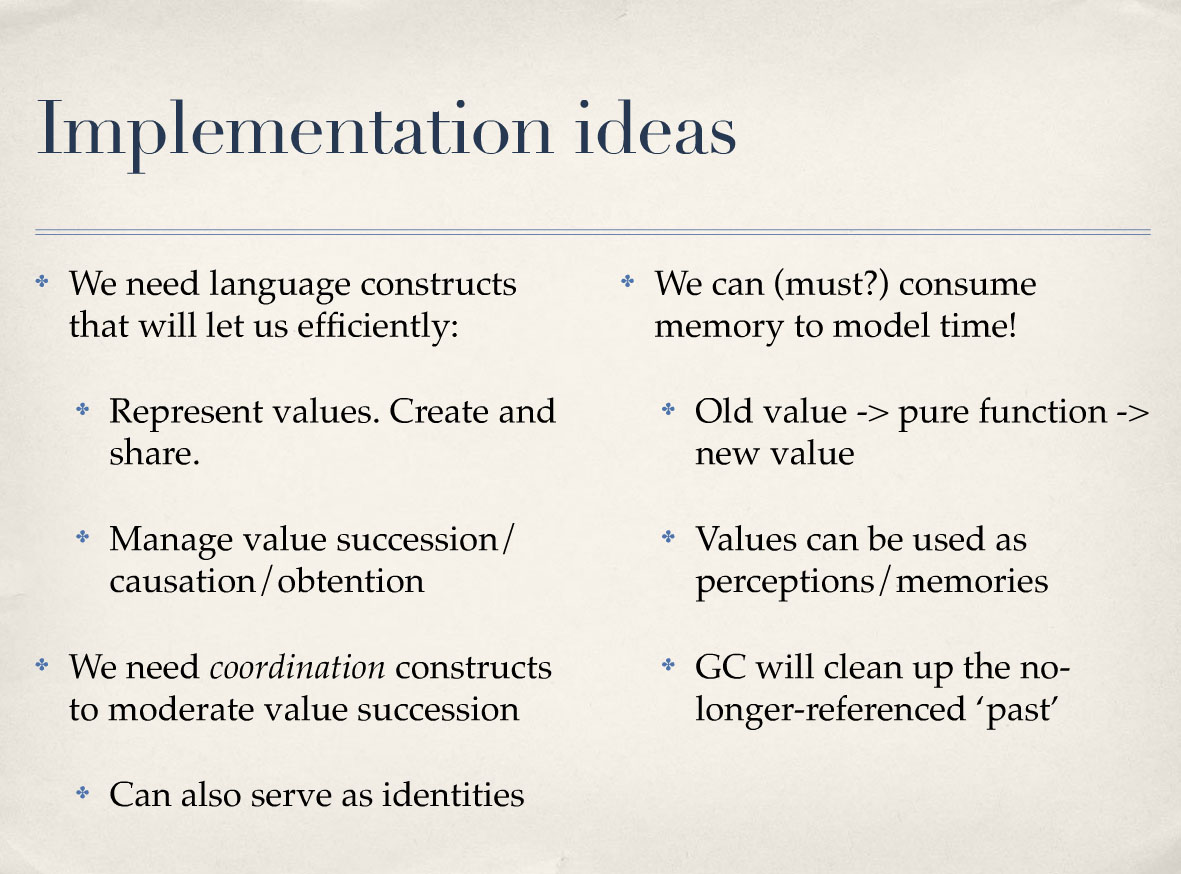 Implementation ideas
We need language constructs
that will let us efficiently:
Represent values. Create and
share.
Manage value succession/
causation/obtention
We need coordination constructs
to moderate value succession
Can also serve as identities
We can (must?) consume
memory to model time!
Old value -> pure function ->
new value
Values can be used as
perceptions/memories
GC will clean up the no-
longer-referenced ‘past’